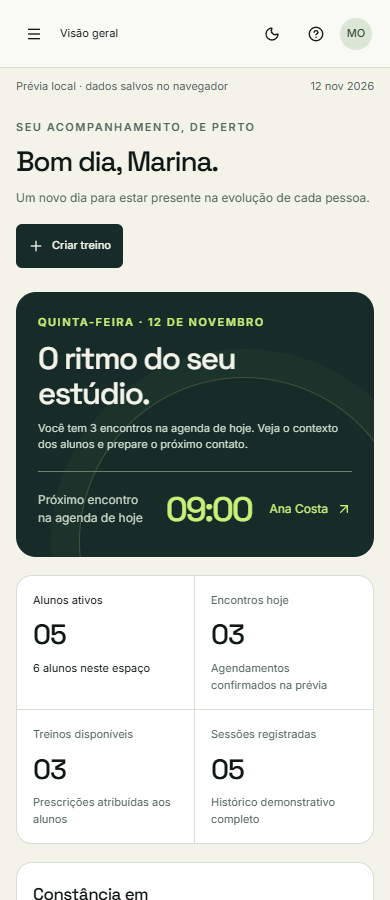 Visão geral
MO
Prévia local · dados salvos no navegador
12 nov 2026
SEU ACOMPANHAMENTO, DE PERTO
Bom dia, Marina.
Um novo dia para estar presente na evolução de cada pessoa.
Criar treino
QUINTA-FEIRA · 12 DE NOVEMBRO
O ritmo do seu
estúdio.
Você tem 3 encontros na agenda de hoje. Veja o contexto
dos alunos e prepare o próximo contato.
Próximo encontro
na agenda de hoje
09:00
Ana Costa
Alunos ativos
05
6 alunos neste espaço
Encontros hoje
03
Agendamentos
confirmados na prévia
Treinos disponíveis
03
Prescrições atribuídas aos
alunos
Sessões registradas
05
Histórico demonstrativo
completo
Constância em